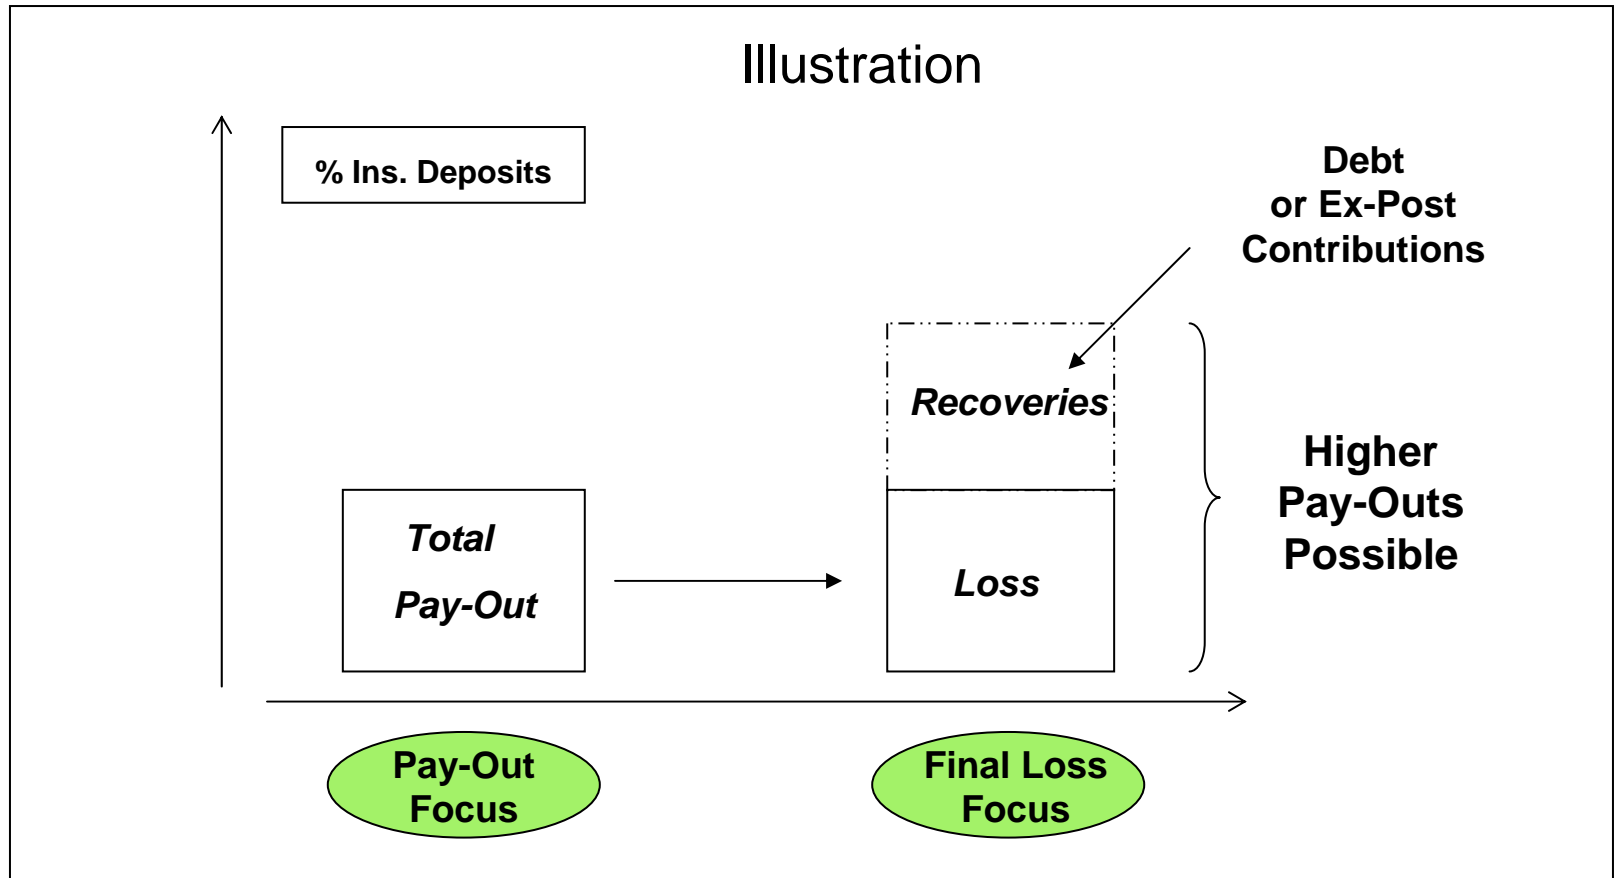 Illustration
% Ins. Deposits
Debt
or Ex-Post
Contributions
Recoveries
Higher
Pay-Outs
Possible
Total
Pay-Out
Loss
Pay-Out
Focus
Final Loss
Focus